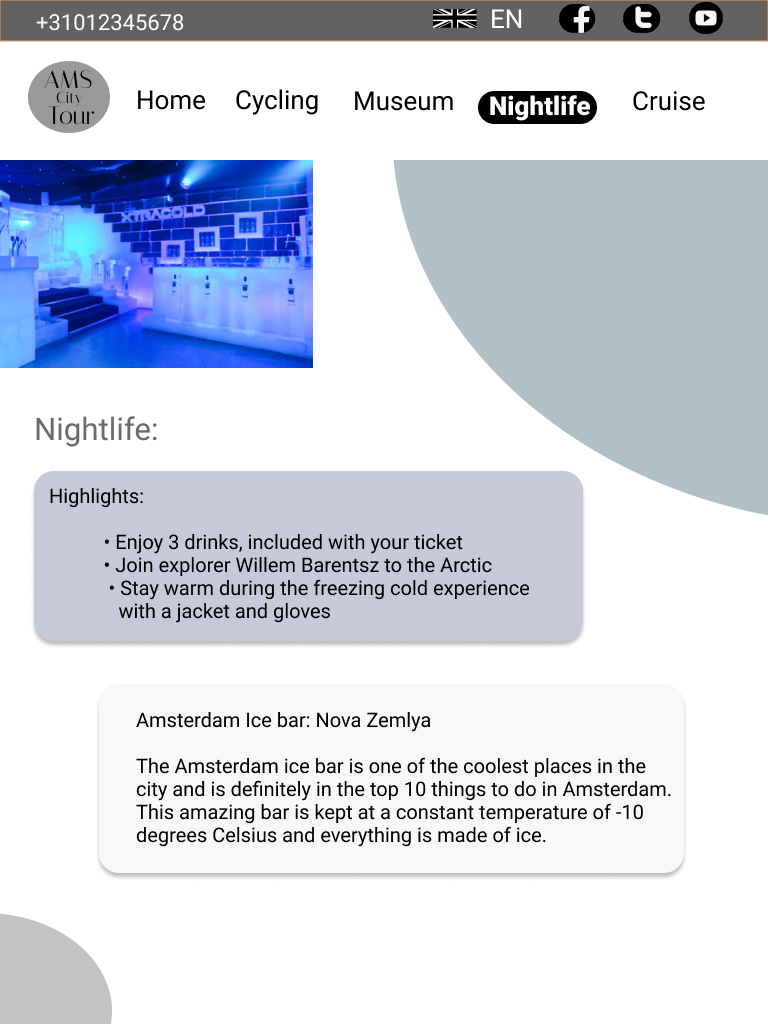 +31012345678
EN
AMS
City
Tour
Home Cycling Museum Nightlife Cruise
XTRACOLD
Nightlife:
Highlights:
• Enjoy 3 drinks, included with your ticket
• Join explorer Willem Barentsz to the Arctic
• Stay warm during the freezing cold experience
with a jacket and gloves
Amsterdam Ice bar: Nova Zemlya
The Amsterdam ice bar is one of the coolest places in the
city and is definitely in the top 10 things to do in Amsterdam.
This amazing bar is kept at a constant temperature of -10
degrees Celsius and everything is made of ice.